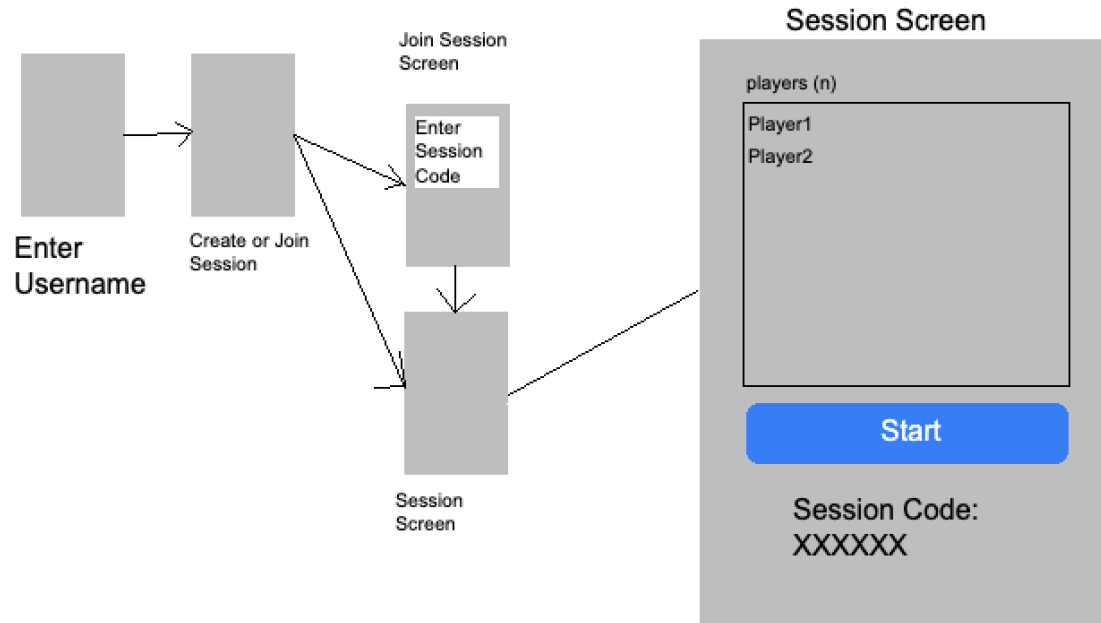 Enter
Username
Create or Join
Session
Join Session
Screen
Enter
Session
Code
Session
Screen
Session Screen
players (n)
Player1
Player2
Start
Session Code:
XXXXXX